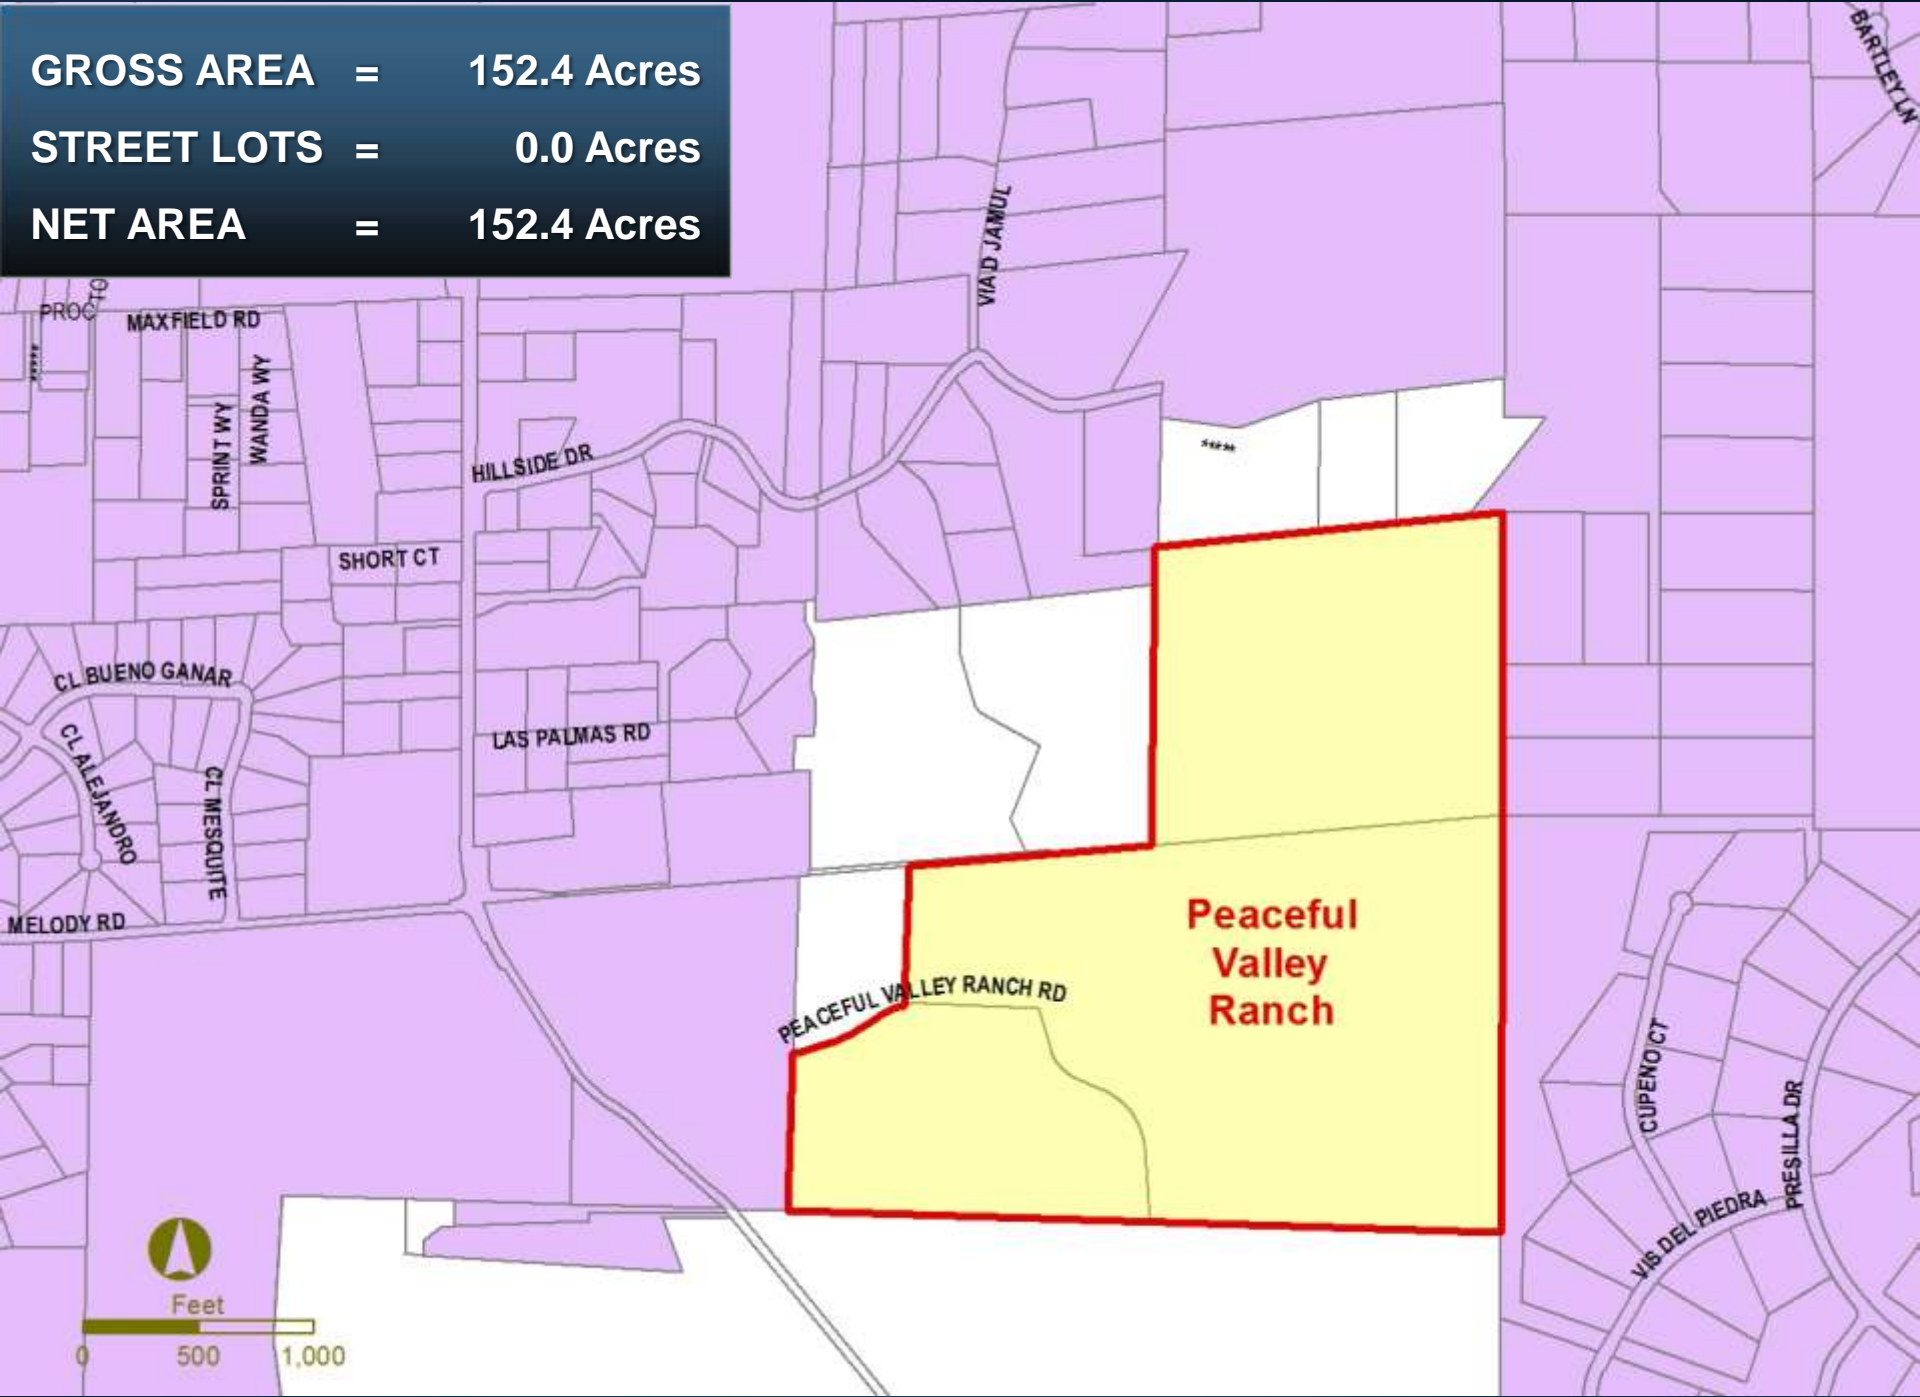 GROSS AREA = 152.4 Acres
STREET LOTS = 0.0 Acres
NET AREA = 152.4 Acres
BARTLEY LN
VIA D JAMUL
PROCTO
MAXFIELD RD
*****
SPRINT WY
WANDA WY
HILLSIDE DR
*****
SHORT CT
CL BUENO GANAR
LAS PALMAS RD
CL ALEJANDRO
CL MESQUITE
MELODY RD
Peaceful
Valley
Ranch
PEACEFUL VALLEY RANCH RD
CUPENO CT
PRESILLA DR
VIS DEL PIEDRA
Feet
0 500 1,000